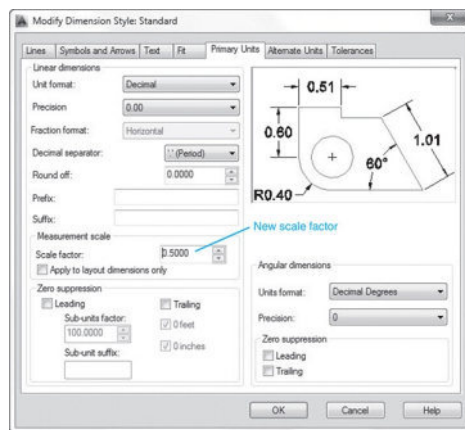 Modify Dimension Style: Standard
Lines Symbols and Arrows Text Fit Primary Units Alternate Units Tolerances
Linear dimensions
Unit format: Decimal
Precision 0.00
Fraction format: Horizontal
Decimal separator: '.' (Period)
Round off: 0.0000
Prefix:
Suffix:
Measurement scale
Scale factor: 0.5000
Apply to layout dimensions only
Zero suppression
Leading Trailing
Sub-units factor: 0 feet
100.0000
Sub-unit suffix: 0 inches
0.51
0.60
1.01
60°
R0.40
New scale factor
Angular dimensions
Units format: Decimal Degrees
Precision: 0
Zero suppression
Leading
Trailing
OK Cancel Help